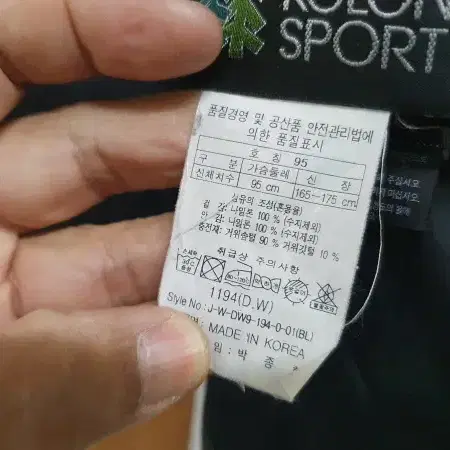 KOLON
SPORT
품질경영 및 공산품 안전관리법에
의한 품질표시
호 칭 95
구 분 가슴둘레 신 장
신체치수 95 cm 165~175 cm
섬유의 조성(혼용율)
겉 감: 나일론 100 % (수지제외)
안 감: 나일론 100 % (수지제외)
충전재: 거위솜털 90 % 거위깃털 10 %
취급상 주의사항
1194(D.W)
Style No : J-W-DW9-194-0-01(BL)
MADE IN KOREA
임 : 박 종